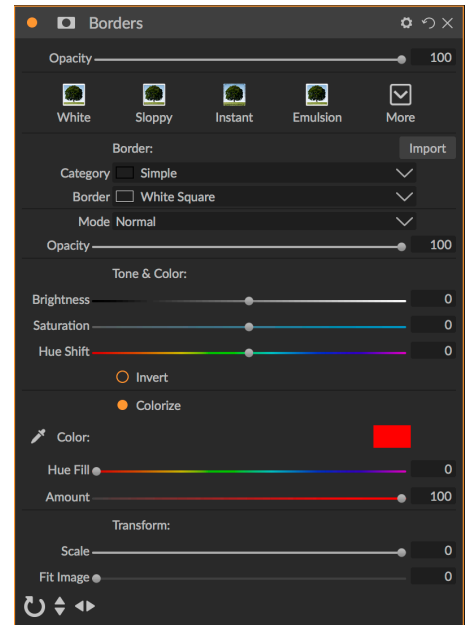 Borders
Opacity 100
White Sloppy Instant Emulsion More
Border: Import
Category Simple
Border White Square
Mode Normal
Opacity 100
Tone & Color:
Brightness 0
Saturation 0
Hue Shift 0
Invert
Colorize
Color:
Hue Fill 0
Amount 100
Transform:
Scale 0
Fit Image 0